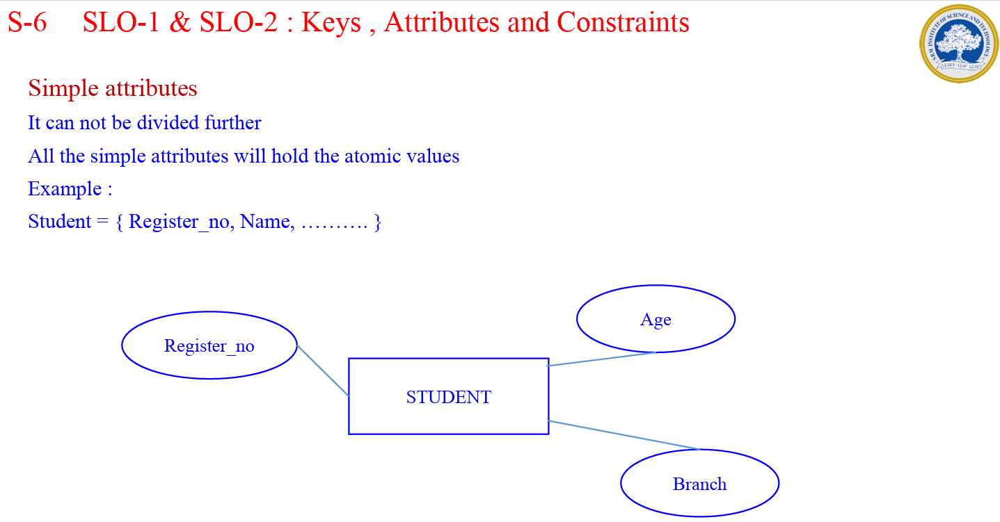 S-6 SLO-1 & SLO-2 : Keys , Attributes and Constraints
SRM INSTITUTE OF SCIENCE AND TECHNOLOGY
LEARN - LEAP - LEAD
Simple attributes
It can not be divided further
All the simple attributes will hold the atomic values
Example :
Student = { Register_no, Name, ………. }
Age
Register_no
STUDENT
Branch